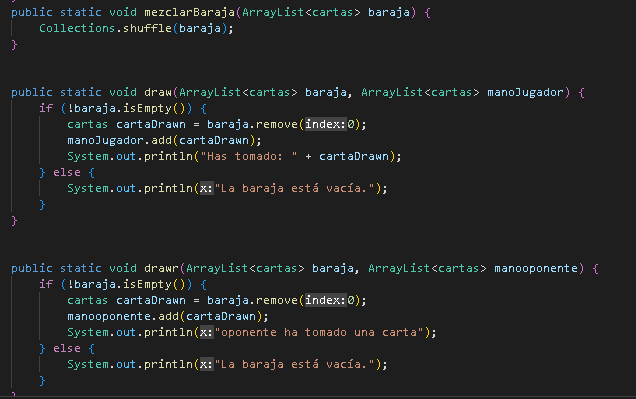 public static void mezclarBaraja(ArrayList<cartas> baraja) {
Collections.shuffle(baraja);
}
public static void draw(ArrayList<cartas> baraja, ArrayList<cartas> manoJugador) {
if (!baraja.isEmpty()) {
cartas cartaDrawn = baraja.remove(index:0);
manoJugador.add(cartaDrawn);
System.out.println("Has tomado: " + cartaDrawn);
} else {
System.out.println(x:"La baraja está vacía.");
}
}
public static void drawr(ArrayList<cartas> baraja, ArrayList<cartas> manooponente) {
if (!baraja.isEmpty()) {
cartas cartaDrawn = baraja.remove(index:0);
manooponente.add(cartaDrawn);
System.out.println(x:"oponente ha tomado una carta");
} else {
System.out.println(x:"La baraja está vacía.");
}
}